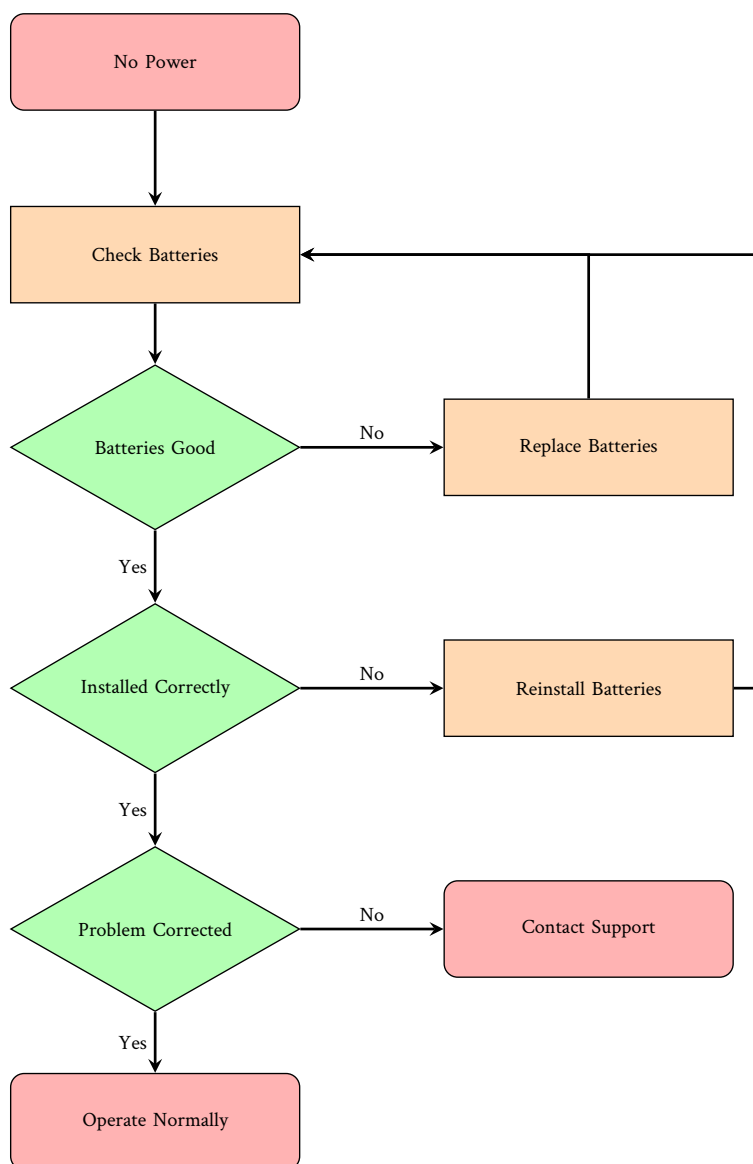 No Power
Check Batteries
Batteries Good
No
Replace Batteries
Yes
Installed Correctly
No
Reinstall Batteries
Yes
Problem Corrected
No
Contact Support
Yes
Operate Normally